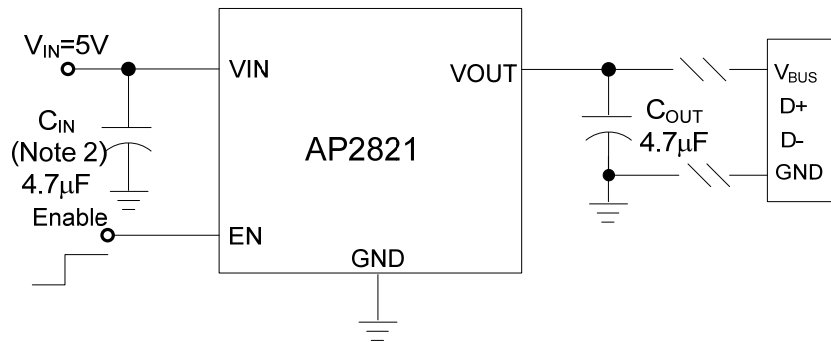 VIN=5V
VIN
CIN
(Note 2)
4.7μF
Enable
EN
AP2821
GND
VOUT
COUT
4.7μF
VBUS
D+
D-
GND